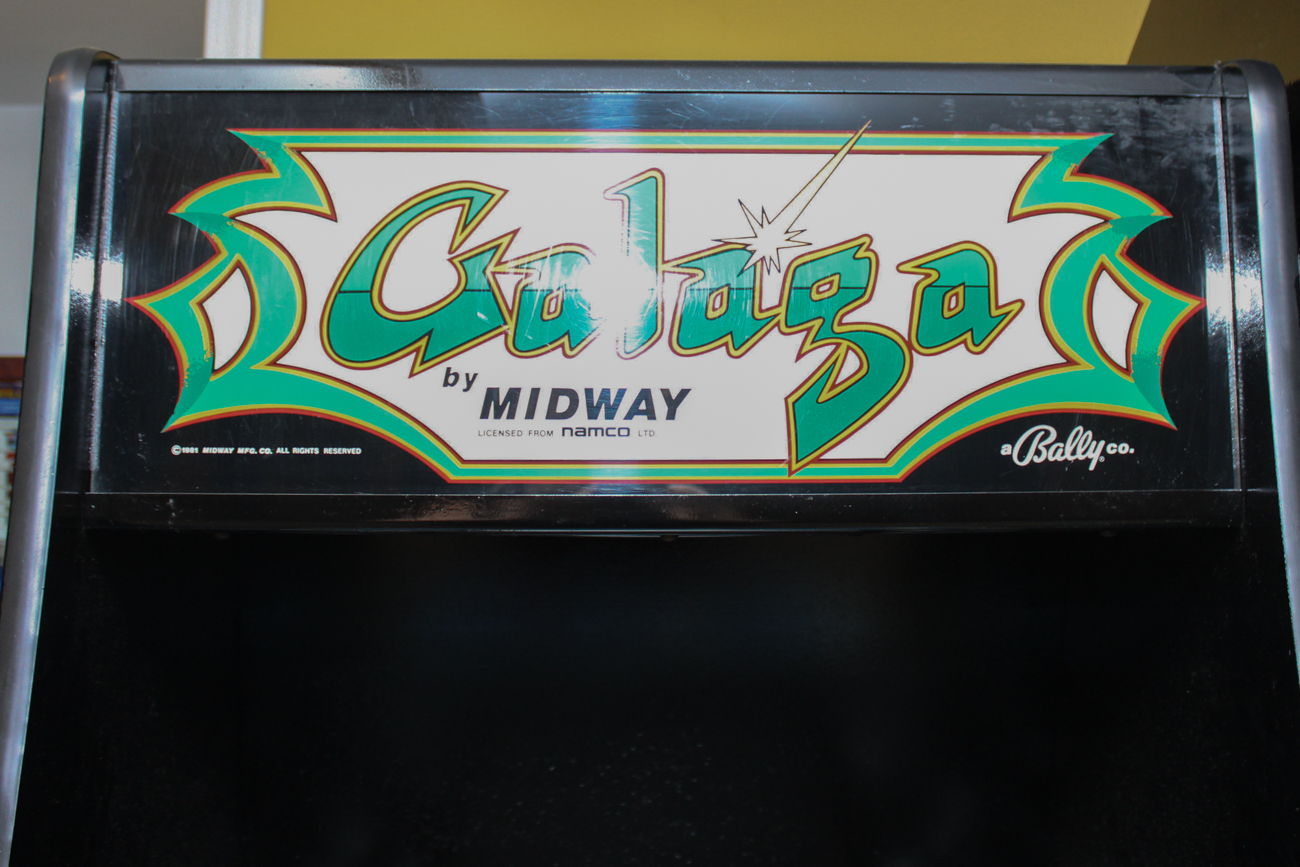 Galaga
by
MIDWAY
LICENSED FROM namco LTD.
©1981 MIDWAY MFG. CO. ALL RIGHTS RESERVED
a Bally co.